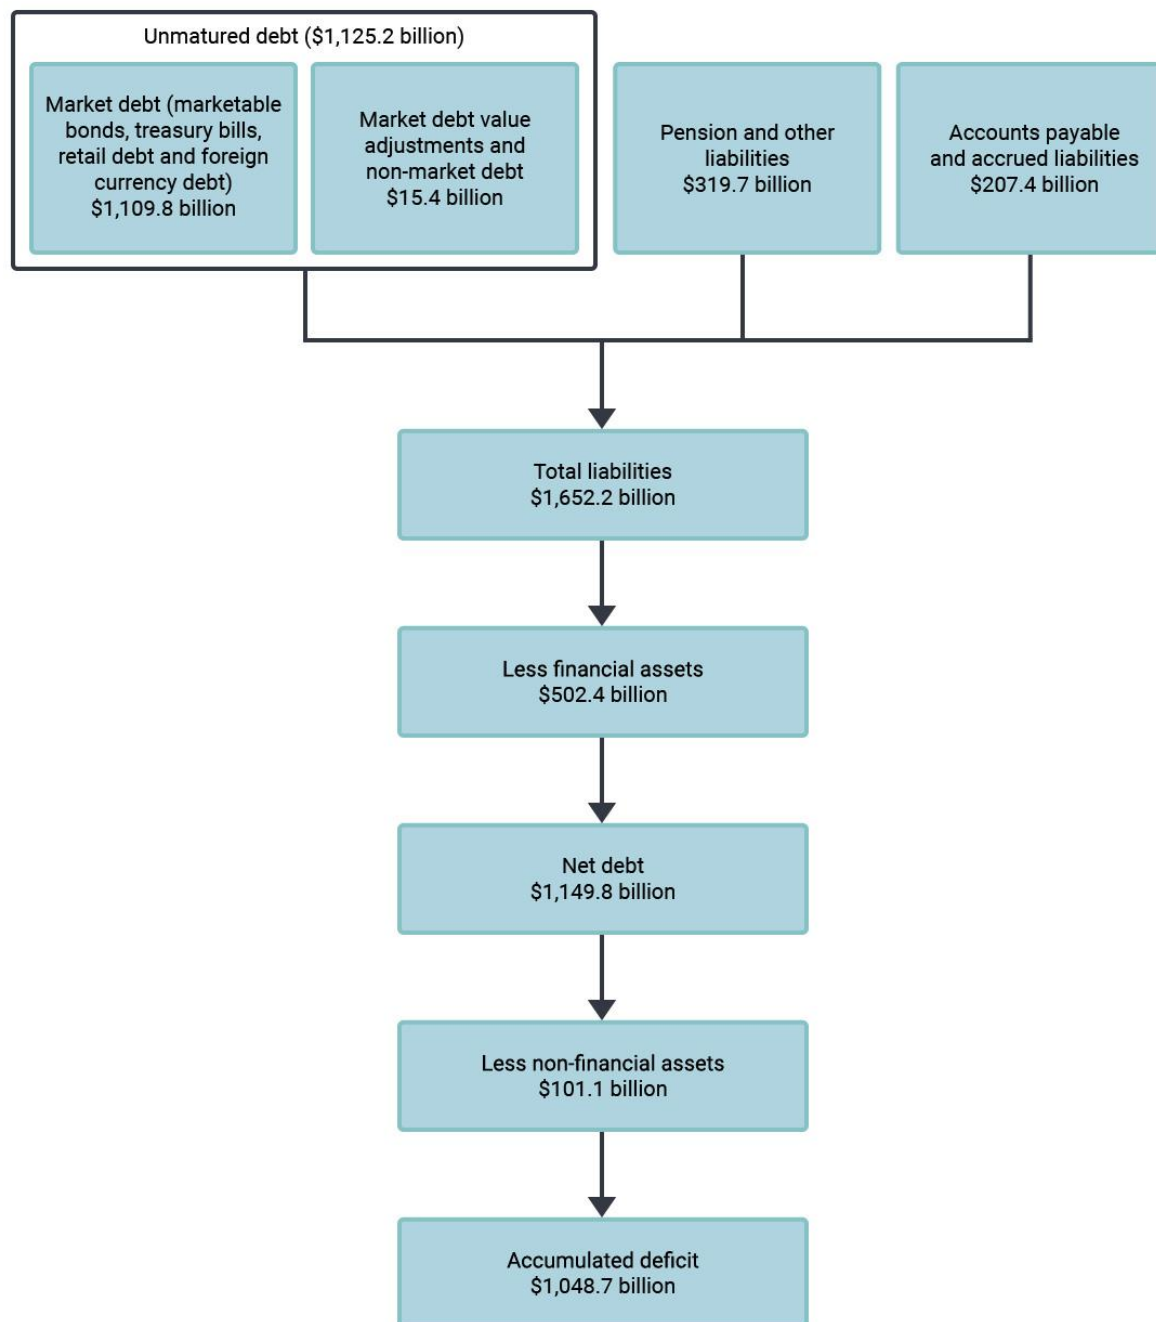 Unmatured debt ($1,125.2 billion)
Market debt (marketable
bonds, treasury bills,
retail debt and foreign
currency debt)
$1,109.8 billion
Market debt value
adjustments and
non-market debt
$15.4 billion
Pension and other
liabilities
$319.7 billion
Accounts payable
and accrued liabilities
$207.4 billion
Total liabilities
$1,652.2 billion
Less financial assets
$502.4 billion
Net debt
$1,149.8 billion
Less non-financial assets
$101.1 billion
Accumulated deficit
$1,048.7 billion